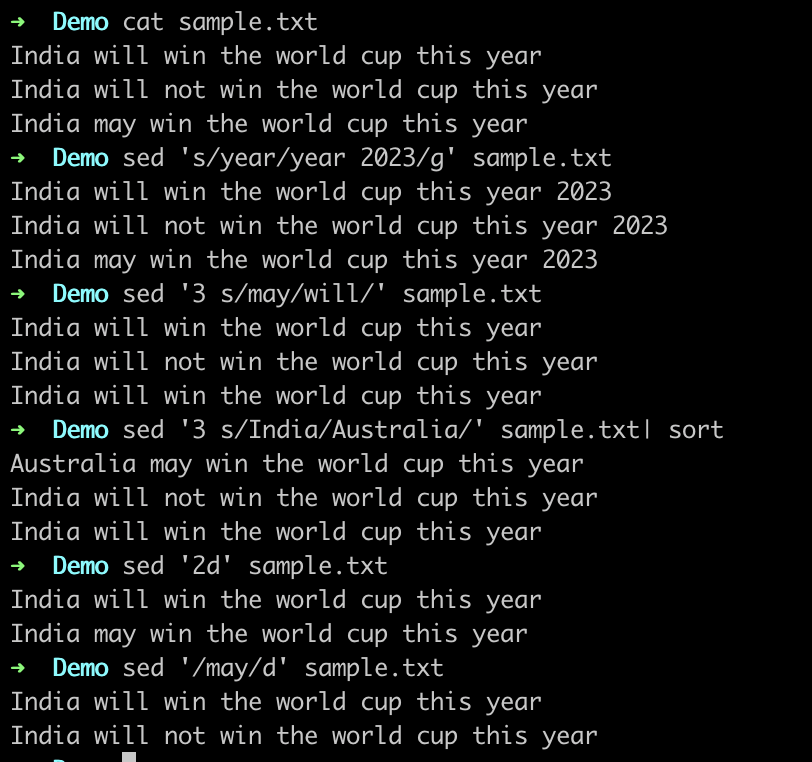 ➜  Demo cat sample.txt
India will win the world cup this year
India will not win the world cup this year
India may win the world cup this year
➜  Demo sed 's/year/year 2023/g' sample.txt
India will win the world cup this year 2023
India will not win the world cup this year 2023
India may win the world cup this year 2023
➜  Demo sed '3 s/may/will/' sample.txt
India will win the world cup this year
India will not win the world cup this year
India will win the world cup this year
➜  Demo sed '3 s/India/Australia/' sample.txt| sort
Australia may win the world cup this year
India will not win the world cup this year
India will win the world cup this year
➜  Demo sed '2d' sample.txt
India will win the world cup this year
India may win the world cup this year
➜  Demo sed '/may/d' sample.txt
India will win the world cup this year
India will not win the world cup this year